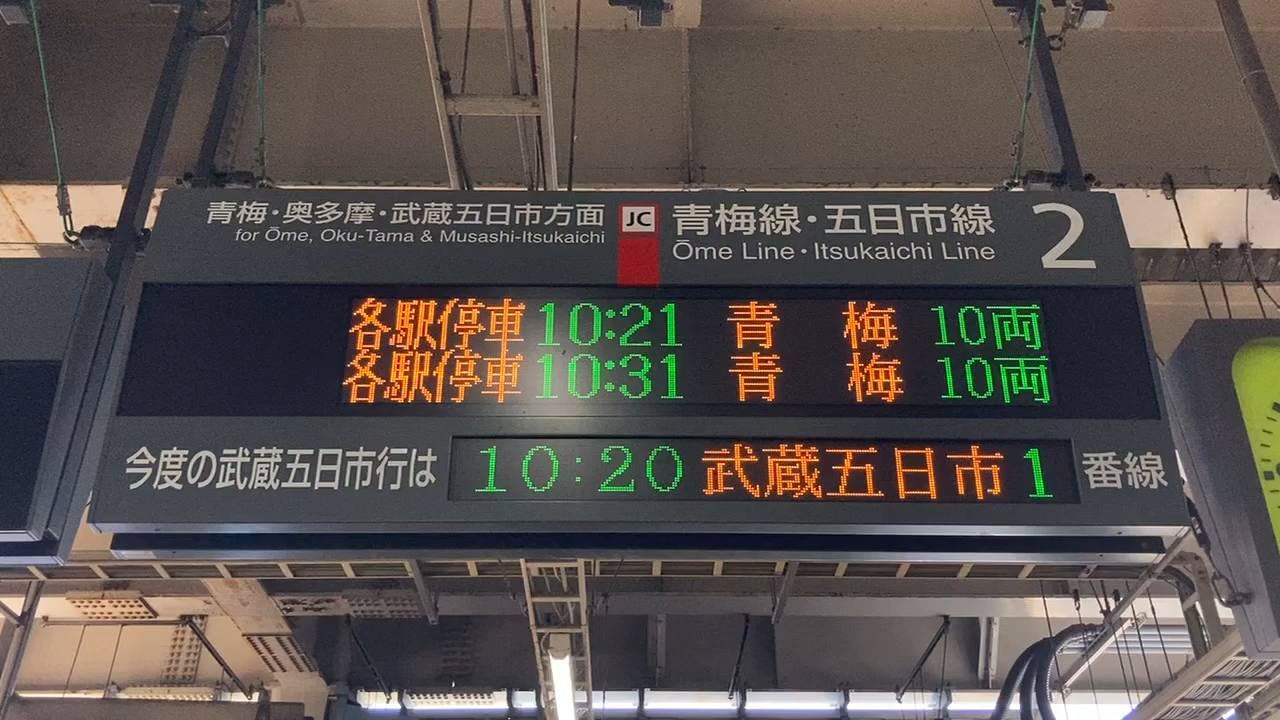 青梅・奥多摩・武蔵五日市方面
for Ōme, Oku-Tama & Musashi-Itsukaichi
JC
青梅線・五日市線
Ōme Line・Itsukaichi Line
2
各駅停車 10:21 青 梅 10両
各駅停車 10:31 青 梅 10両
今度の武蔵五日市行は 10:20 武蔵五日市 1 番線